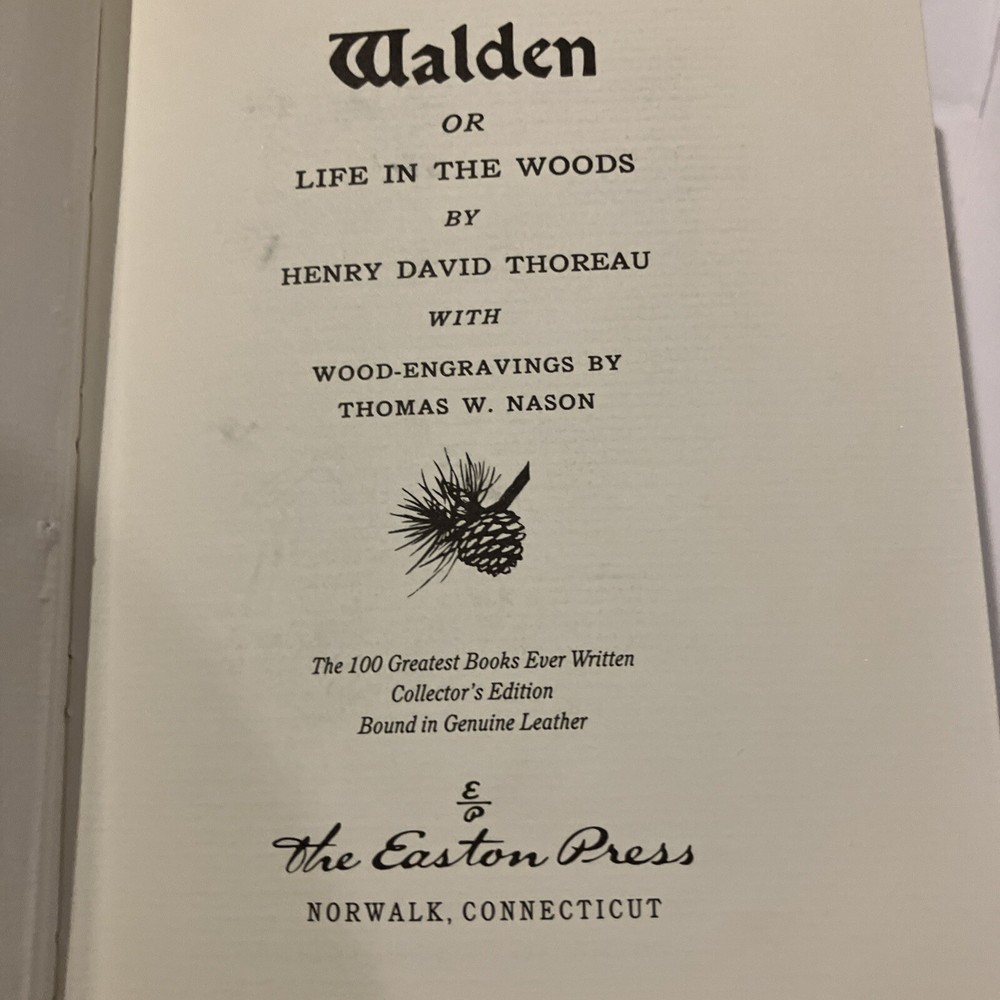 Walden
OR
LIFE IN THE WOODS
BY
HENRY DAVID THOREAU
WITH
WOOD-ENGRAVINGS BY
THOMAS W. NASON
The 100 Greatest Books Ever Written
Collector's Edition
Bound in Genuine Leather
E
P
The Easton Press
NORWALK, CONNECTICUT